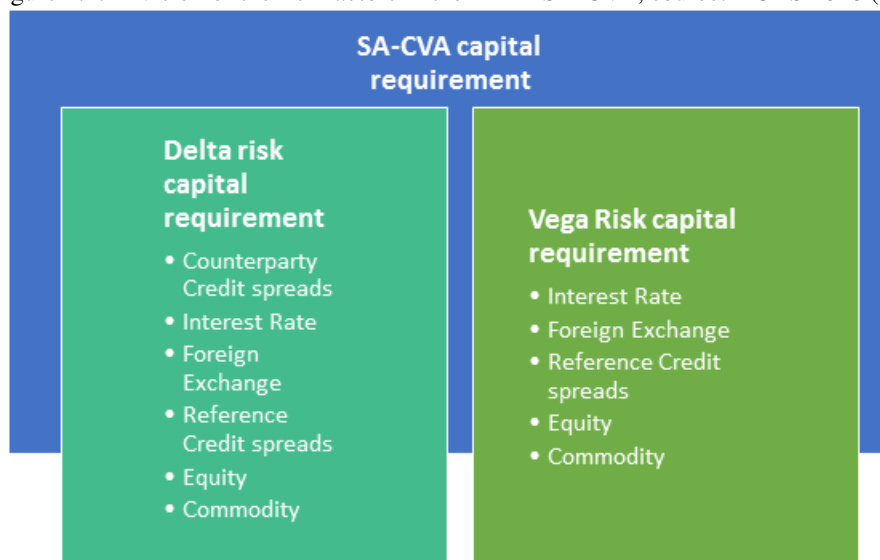 SA-CVA capital
requirement
Delta risk
capital
requirement
• Counterparty
Credit spreads
• Interest Rate
• Foreign
Exchange
• Reference
Credit spreads
• Equity
• Commodity
Vega Risk capital
requirement
• Interest Rate
• Foreign Exchange
• Reference Credit
spreads
• Equity
• Commodity